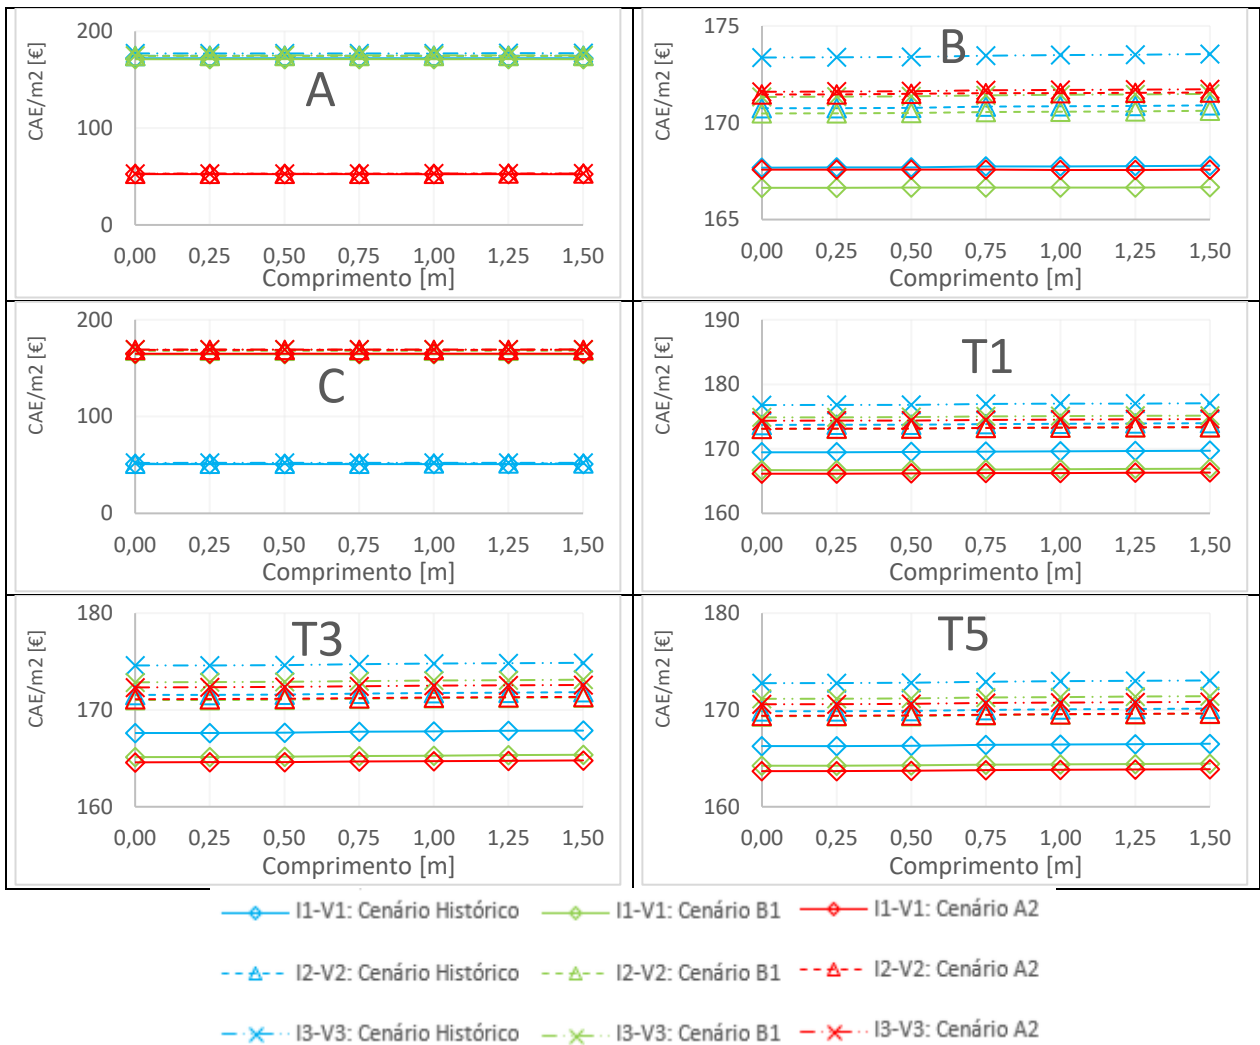 CAE/m2 [€]
200
100
0
A
0,00 0,25 0,50 0,75 1,00 1,25 1,50
Comprimento [m]
CAE/m2 [€]
175
170
165
B
0,00 0,25 0,50 0,75 1,00 1,25 1,50
Comprimento [m]
CAE/m2 [€]
200
100
0
C
0,00 0,25 0,50 0,75 1,00 1,25 1,50
Comprimento [m]
CAE/m2 [€]
190
180
170
160
T1
0,00 0,25 0,50 0,75 1,00 1,25 1,50
Comprimento [m]
CAE/m2 [€]
180
170
160
T3
0,00 0,25 0,50 0,75 1,00 1,25 1,50
Comprimento [m]
CAE/m2 [€]
180
170
160
T5
0,00 0,25 0,50 0,75 1,00 1,25 1,50
Comprimento [m]
I1-V1: Cenário Histórico I1-V1: Cenário B1 I1-V1: Cenário A2
I2-V2: Cenário Histórico I2-V2: Cenário B1 I2-V2: Cenário A2
I3-V3: Cenário Histórico I3-V3: Cenário B1 I3-V3: Cenário A2